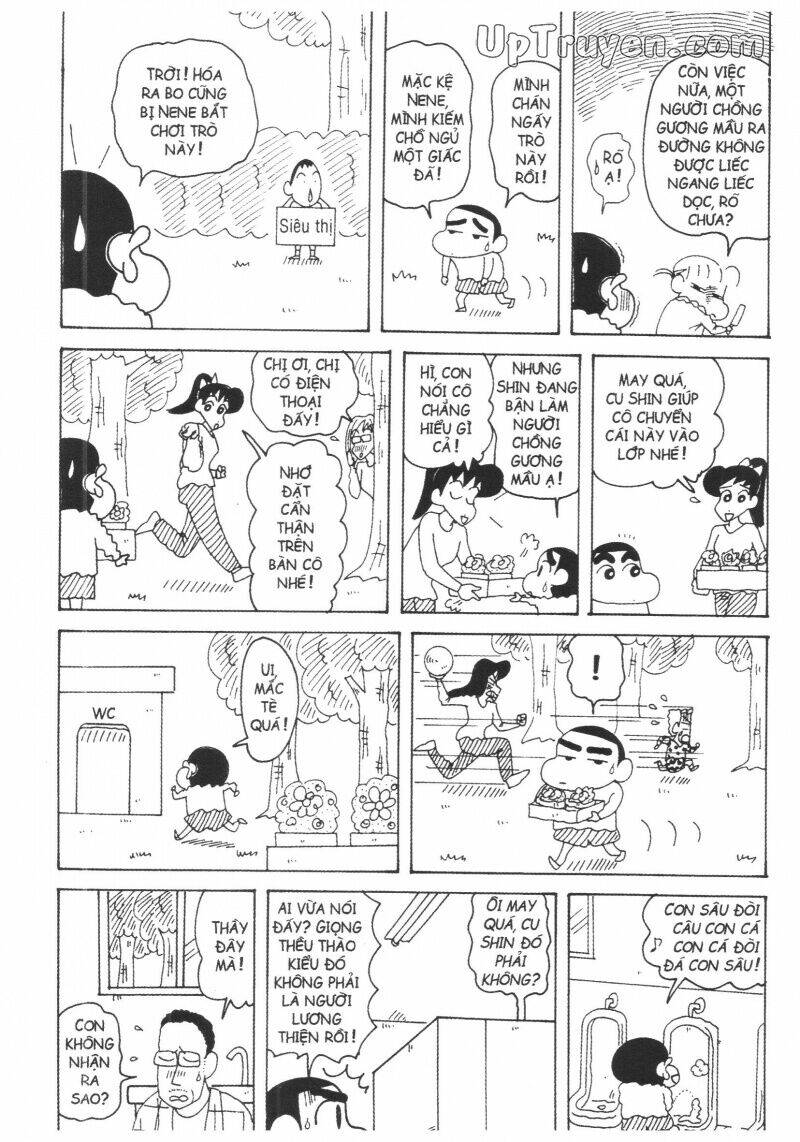 UpTruyen.com
CÒN VIỆC
NỮA, MỘT
NGƯỜI CHỒNG
GƯƠNG MẪU RA
ĐƯỜNG KHÔNG
ĐƯỢC LIẾC
NGANG LIẾC
DỌC, RÕ
CHƯA?
RÕ
Ạ!
MÌNH
CHÁN
NGẤY
TRÒ
NÀY
RỒI!
MẶC KỆ
NENE,
MÌNH KIẾM
CHỖ NGỦ
MỘT GIẤC
ĐÃ!
TRỜI! HÓA
RA BO CŨNG
BỊ NENE BẮT
CHƠI TRÒ
NÀY!
Siêu thị
MAY QUÁ,
CU SHIN GIÚP
CÔ CHUYỂN
CÁI NÀY VÀO
LỚP NHÉ!
NHƯNG
SHIN ĐANG
BẬN LÀM
NGƯỜI
CHỒNG
GƯƠNG
MẪU Ạ!
HÌ, CON
NÓI CÔ
CHẲNG
HIỂU GÌ
CẢ!
CHỊ ƠI, CHỊ
CÓ ĐIỆN
THOẠI
ĐẤY!
NHỚ
ĐẶT
CẨN
THẬN
TRÊN
BÀN CÔ
NHÉ!
!
UI,
MẮC
TÈ
QUÁ!
WC
CON SÂU ĐÒI
CÂU CON CÁ
♪ CON CÁ ĐÒI
ĐÁ CON SÂU!
ÔI MAY
QUÁ, CU
SHIN ĐÓ
PHẢI
KHÔNG?
AI VỪA NÓI
ĐẤY? GIỌNG
THỀU THÀO
KIỂU ĐÓ
KHÔNG PHẢI
LÀ NGƯỜI
LƯƠNG
THIỆN RỒI!
THẦY
ĐÂY
MÀ!
CON
KHÔNG
NHẬN
RA
SAO?